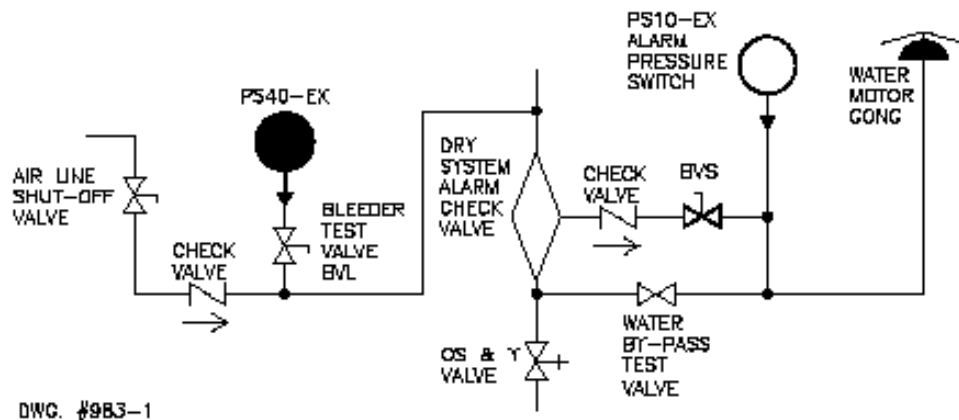 PS10-EX
ALARM
PRESSURE
SWITCH
WATER
MOTOR
GONG
PS40-EX
DRY
SYSTEM
ALARM
CHECK
VALVE
AIR LINE
SHUT-OFF
VALVE
CHECK
VALVE
BVS
BLEEDER
TEST
VALVE
BVL
CHECK
VALVE
OS & Y
VALVE
WATER
BY-PASS
TEST
VALVE
DWG. #983-1